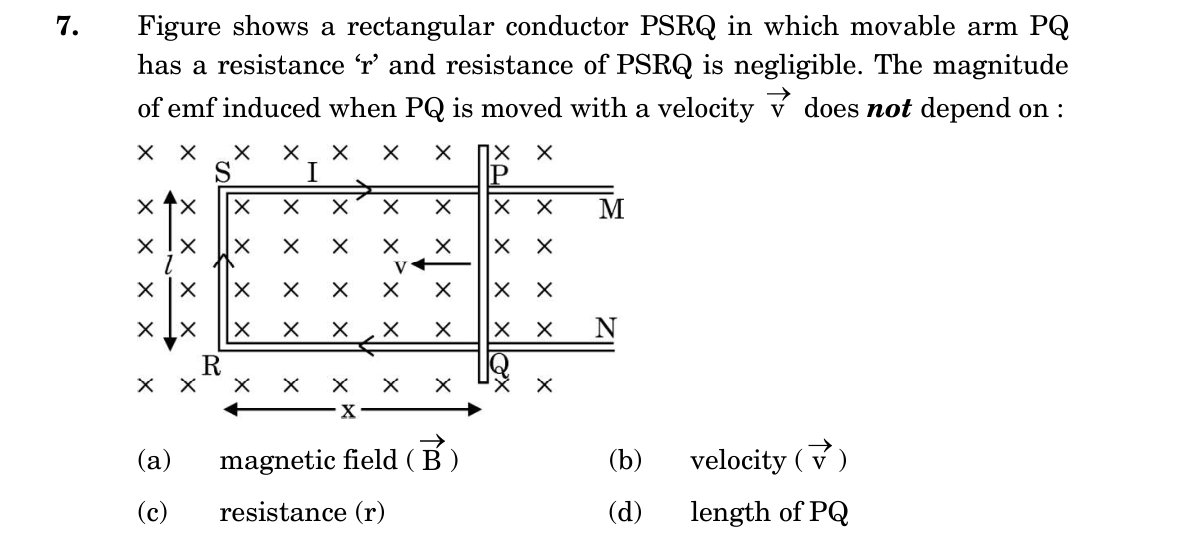 7. Figure shows a rectangular conductor PSRQ in which movable arm PQ
has a resistance ‘r’ and resistance of PSRQ is negligible. The magnitude
of emf induced when PQ is moved with a velocity v⃗ does not depend on :
× × × × × × × × ×
S I P
× × × × × × × × × M
× × × × × × × × ×
l v
× × × × × × × × ×
× × × × × × × × × N
R Q
× × × × × × × × ×
x
(a) magnetic field ( B⃗ ) (b) velocity ( v⃗ )
(c) resistance (r) (d) length of PQ